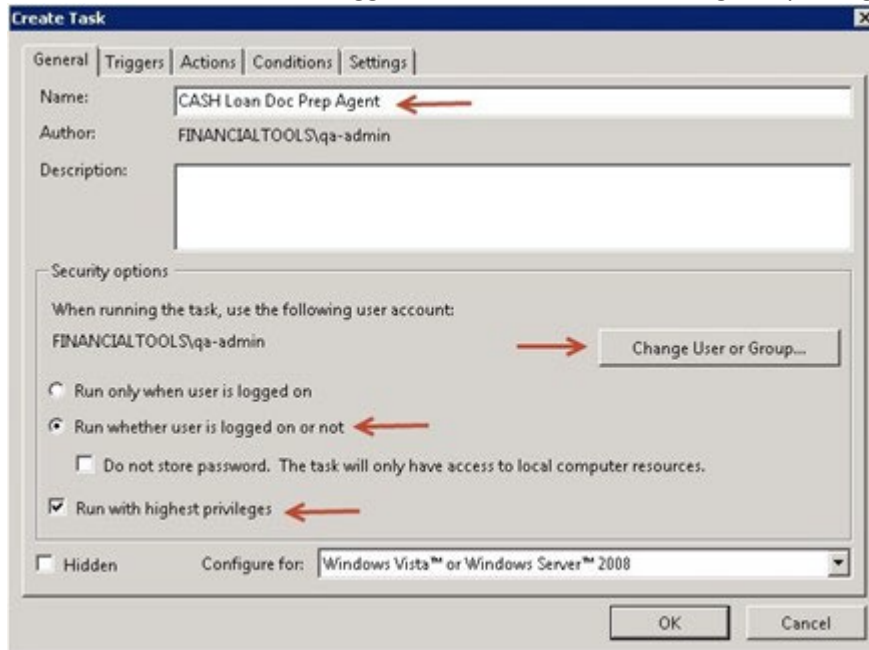 Create Task
General Triggers Actions Conditions Settings
Name: CASH Loan Doc Prep Agent
Author: FINANCIALTOOLS\qa-admin
Description:
Security options
When running the task, use the following user account:
FINANCIALTOOLS\qa-admin Change User or Group...
Run only when user is logged on
Run whether user is logged on or not
Do not store password. The task will only have access to local computer resources.
Run with highest privileges
Hidden Configure for: Windows Vista™ or Windows Server™ 2008
OK Cancel